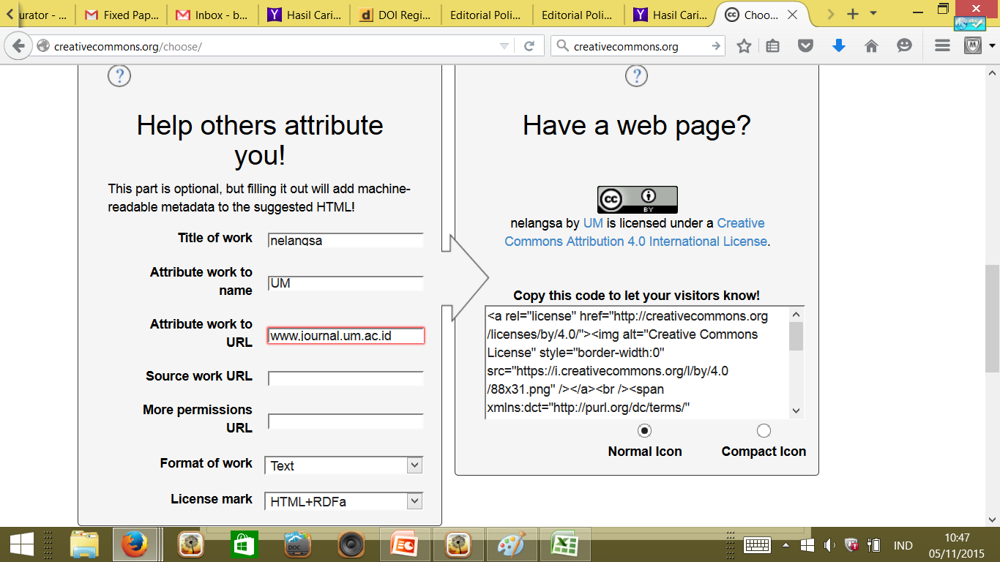 urator - ...
Fixed Pap...
Inbox - b...
Hasil Cari...
DOI Regi...
Editorial Poli...
Editorial Poli...
Hasil Cari...
Choo...
creativecommons.org/choose/
creativecommons.org
?
Help others attribute
you!
This part is optional, but filling it out will add machine-
readable metadata to the suggested HTML!
Title of work nelangsa
Attribute work to
name UM
Attribute work to
URL www.journal.um.ac.id
Source work URL
More permissions
URL
Format of work Text
License mark HTML+RDFa
?
Have a web page?
cc BY
nelangsa by UM is licensed under a Creative
Commons Attribution 4.0 International License.
Copy this code to let your visitors know!
<a rel="license" href="http://creativecommons.org
/licenses/by/4.0/"><img alt="Creative Commons
License" style="border-width:0"
src="https://i.creativecommons.org/l/by/4.0
/88x31.png" /></a><br /><span
xmlns:dct="http://purl.org/dc/terms/"
Normal Icon Compact Icon
DOC
IND
10:47
05/11/2015